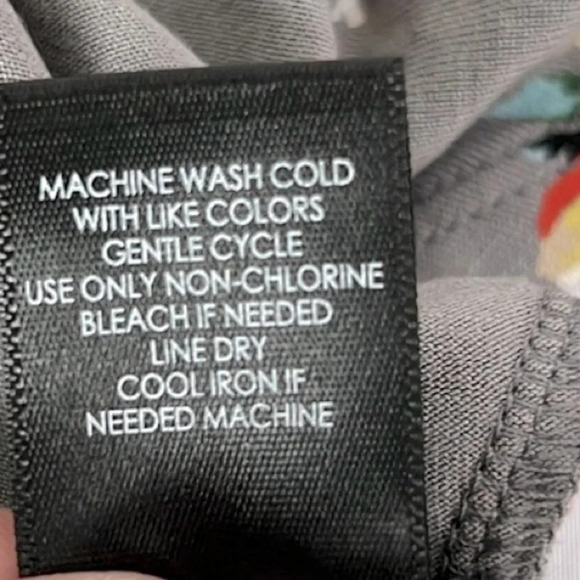 MACHINE WASH COLD
WITH LIKE COLORS
GENTLE CYCLE
USE ONLY NON-CHLORINE
BLEACH IF NEEDED
LINE DRY
COOL IRON IF
NEEDED MACHINE